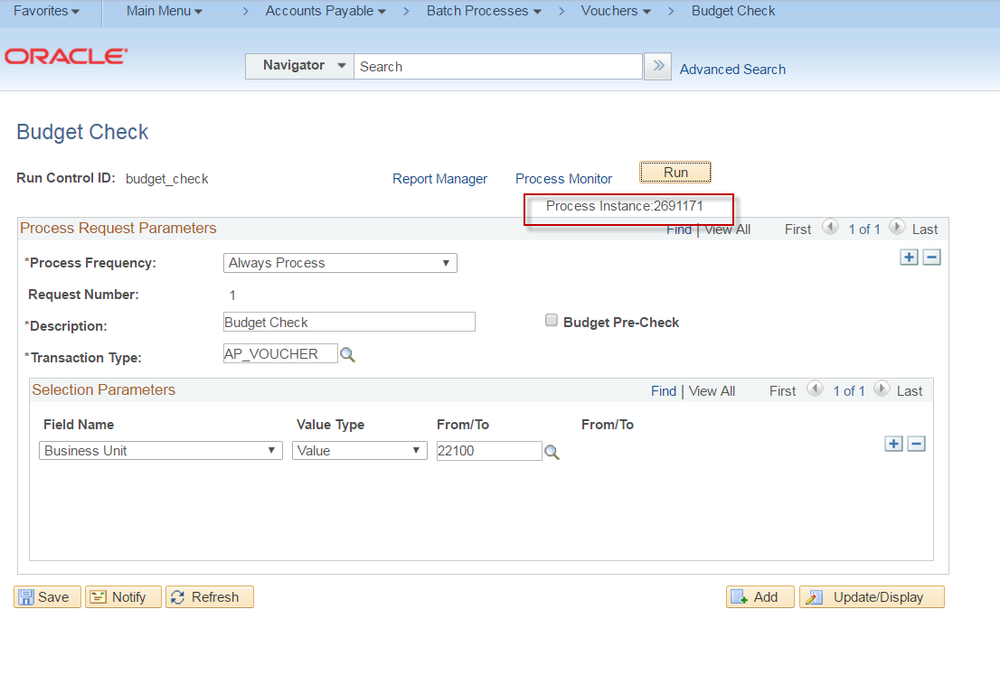 Favorites Main Menu > Accounts Payable > Batch Processes > Vouchers > Budget Check
ORACLE
Navigator Search » Advanced Search
Budget Check
Run Control ID: budget_check Report Manager Process Monitor Run
Process Instance:2691171
Process Request Parameters Find | View All First 1 of 1 Last
*Process Frequency: Always Process
Request Number: 1
*Description: Budget Check Budget Pre-Check
*Transaction Type: AP_VOUCHER
Selection Parameters Find | View All First 1 of 1 Last
Field Name Value Type From/To From/To
Business Unit Value 22100
Save Notify Refresh Add Update/Display